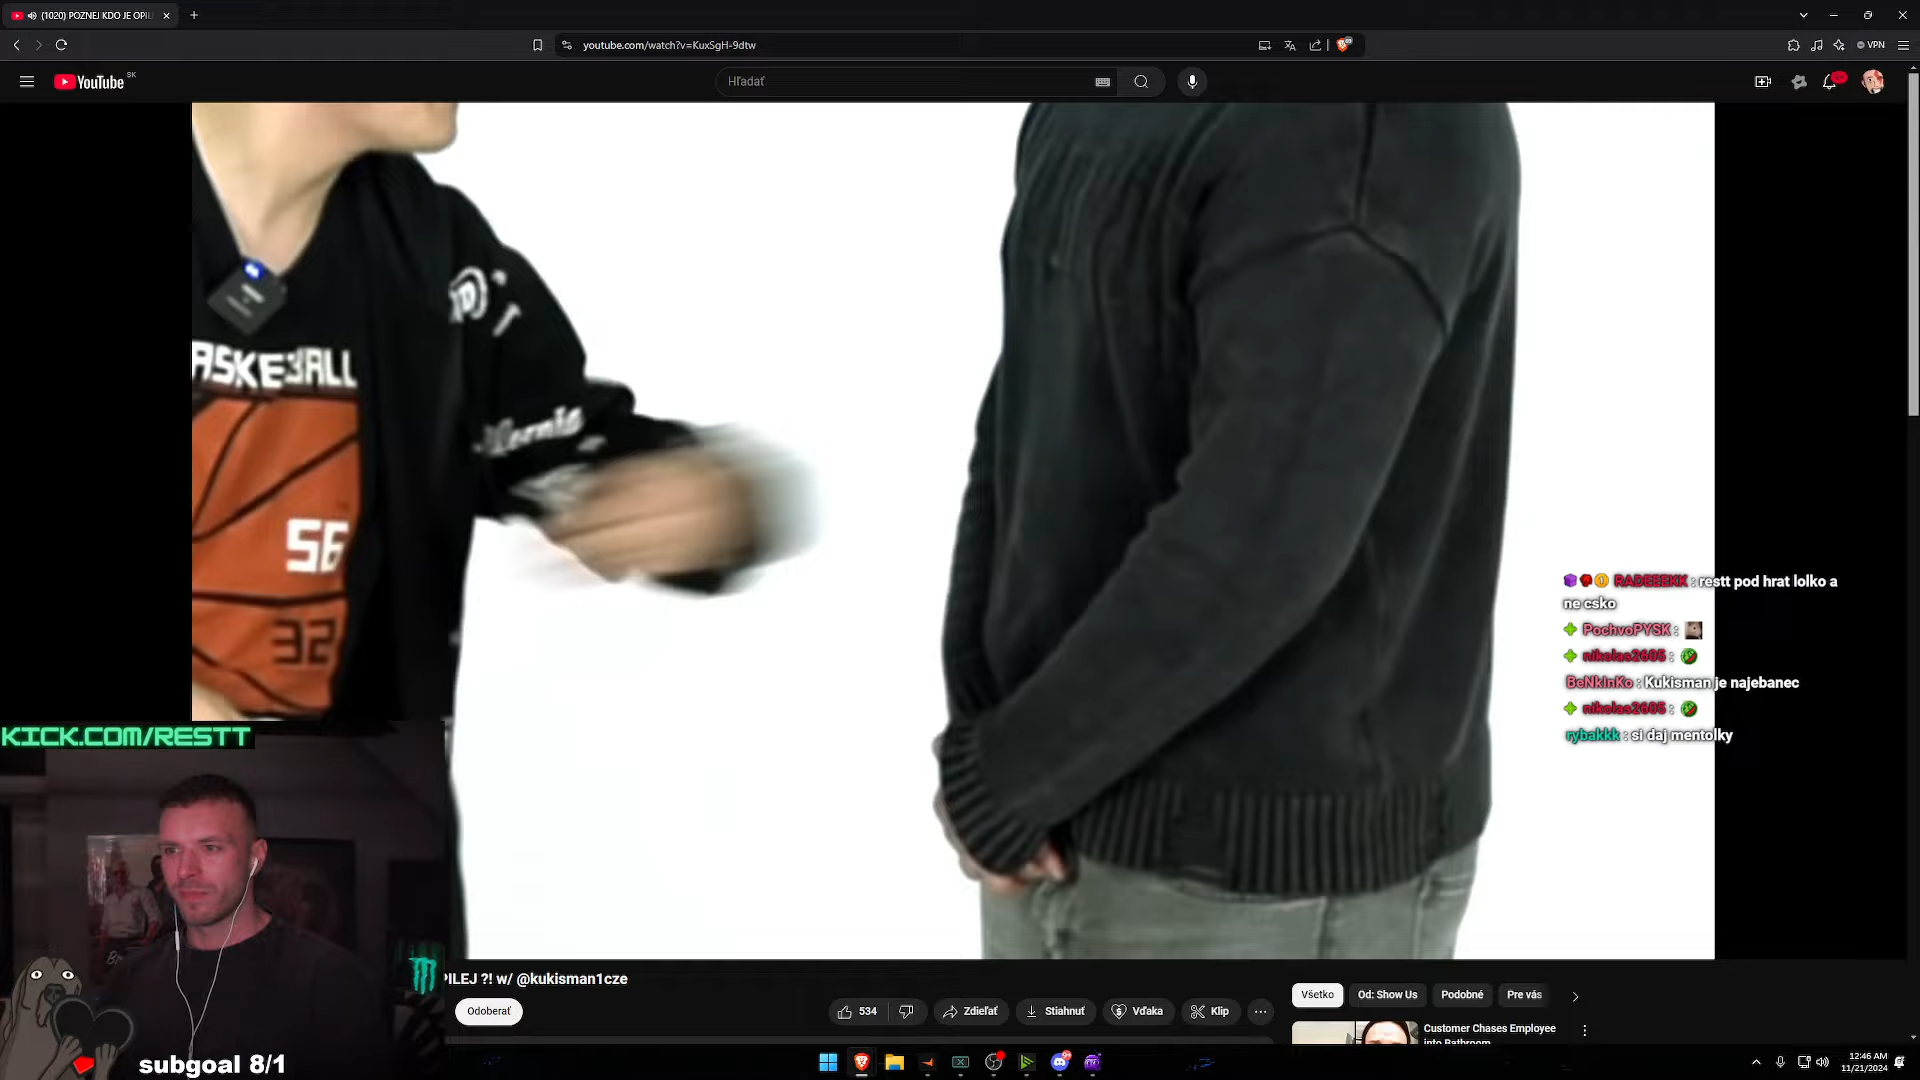 (1020) POZNEJ KDO JE OPIL
youtube.com/watch?v=KuxSgH-9dtw
VPN
YouTube SK
Hľadať
BASKEBALL
56
32
RADEEEKK : restt pod hrat lolko a
ne csko
PochvoPYSK :
nikolas2605 :
BeNkinKo : Kukisman je najebanec
nikolas2605 :
rybakkk : si daj mentolky
KICK.COM/RESTT
PILEJ ?! w/ @kukisman1cze
Odoberať
534
Zdieľať
Stiahnuť
Vďaka
Klip
Všetko
Od: Show Us
Podobné
Pre vás
Customer Chases Employee
into Bathroom
subgoal 8/1
12:46 AM
11/21/2024